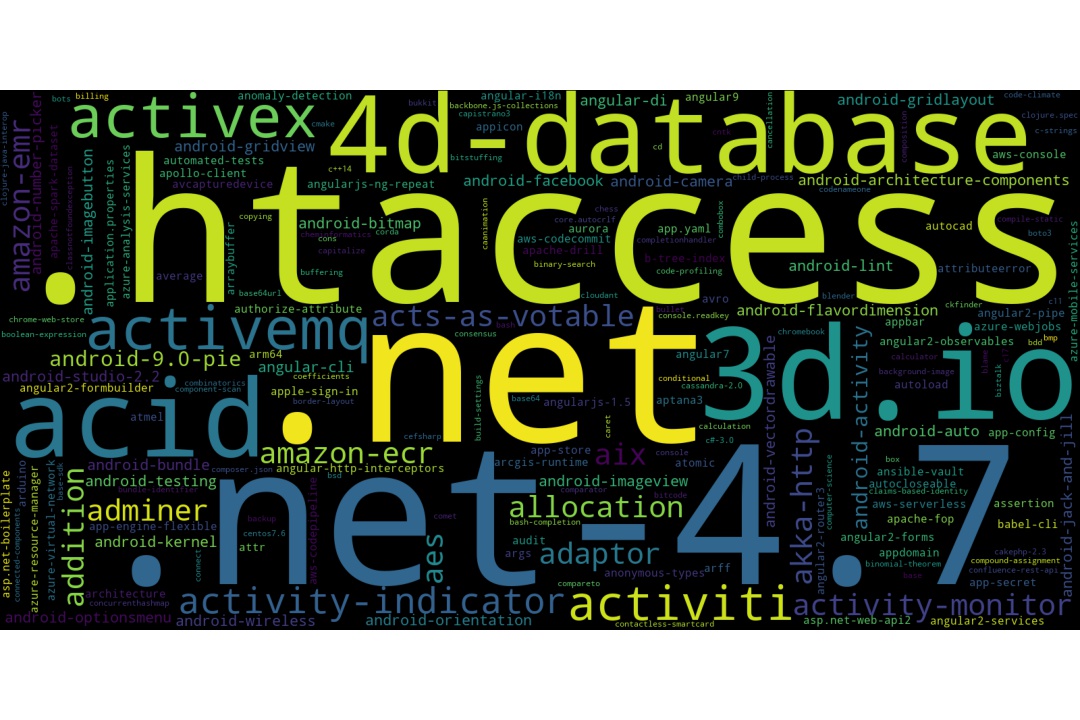 bots
billing
activex
anomaly-detection
bukkit
angular-i18n
backbone.js-collections
capistrano3
angular-di
angular9
android-gridlayout
code-climate
clojure.spec
c-strings
4d-database
amazon-emr
android-number-picker
clojure-java-interop
cmake
android-gridview
appicon
bitstuffing
cd
cntk
cancellation
composition
aws-console
apache-spark-dataset
classnotfoundexception
android-imagebutton
application.properties
azure-analysis-services
automated-tests
apollo-client
avcapturedevice
c++14
angularjs-ng-repeat
android-facebook
android-camera
child-process
android-architecture-components
codenameone
.htaccess
copying
android-bitmap
cheminformatics
cons
corda
capitalize
buffering
arraybuffer
average
base64url
caanimation
chess
core.autocrlf
aurora
aws-codecommit
apache-drill
binary-search
app.yaml
completionhandler
b-tree-index
code-profiling
combobox
autocad
compile-static
boto3
android-lint
attributeerror
azure-mobile-services
cloudant
avro
blender
ckfinder
c11
chrome-web-store
boolean-expression
activemq
authorize-attribute
acts-as-votable
bash
consensus
bullet
console.readkey
android-flavordimension
appbar
angular2-pipe
azure-webjobs
chromebook
angular2-observables
bdd
bmp
android-9.0-pie
arm64
angular-cli
.net
angular7
3d.io
calculator
c17
blame
background-image
autoload
biztalk
android-studio-2.2
angular2-formbuilder
combinatorics
component-scan
coefficients
apple-sign-in
border-layout
base64
angularjs-1.5
conditional
cassandra-2.0
aptana3
android-vectordrawable
android-activity
acid
atmel
build-settings
caret
calculation
c#-3.0
cefsharp
android-auto
app-config
amazon-ecr
app-store
console
arcgis-runtime
aix
atomic
box
ansible-vault
autocloseable
claims-based-identity
android-jack-and-jill
asp.net-boilerplate
arduino
azure-resource-manager
azure-virtual-network
base-sdk
connected-components
addition
android-bundle
composer.json
angular-http-interceptors
android-testing
bundle-identifier
bsd
android-imageview
comparator
bitcode
akka-http
computer-science
angular2-router3
aws-serverless
assertion
adminer
backup
aws-codepipeline
comet
allocation
bash-completion
apache-fop
babel-cli
app-engine-flexible
centos7.6
.net-4.7
angular2-forms
cakephp-2.3
android-kernel
attr
connect
aes
audit
args
adaptor
appdomain
compound-assignment
binomial-theorem
confluence-rest-api
anonymous-types
arff
base
app-secret
compareto
architecture
concurrenthashmap
activity-indicator
activiti
activity-monitor
android-optionsmenu
android-wireless
android-orientation
contactless-smartcard
asp.net-web-api2
angular2-services